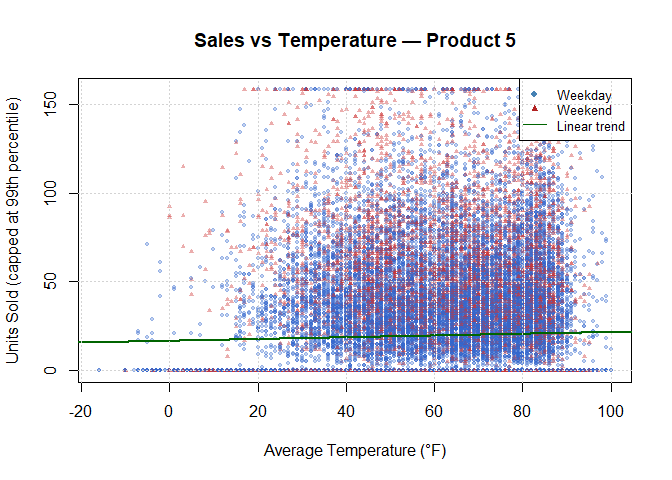 Sales vs Temperature — Product 5
Units Sold (capped at 99th percentile)
150
100
50
0
Weekday
Weekend
Linear trend
-20 0 20 40 60 80 100
Average Temperature (°F)